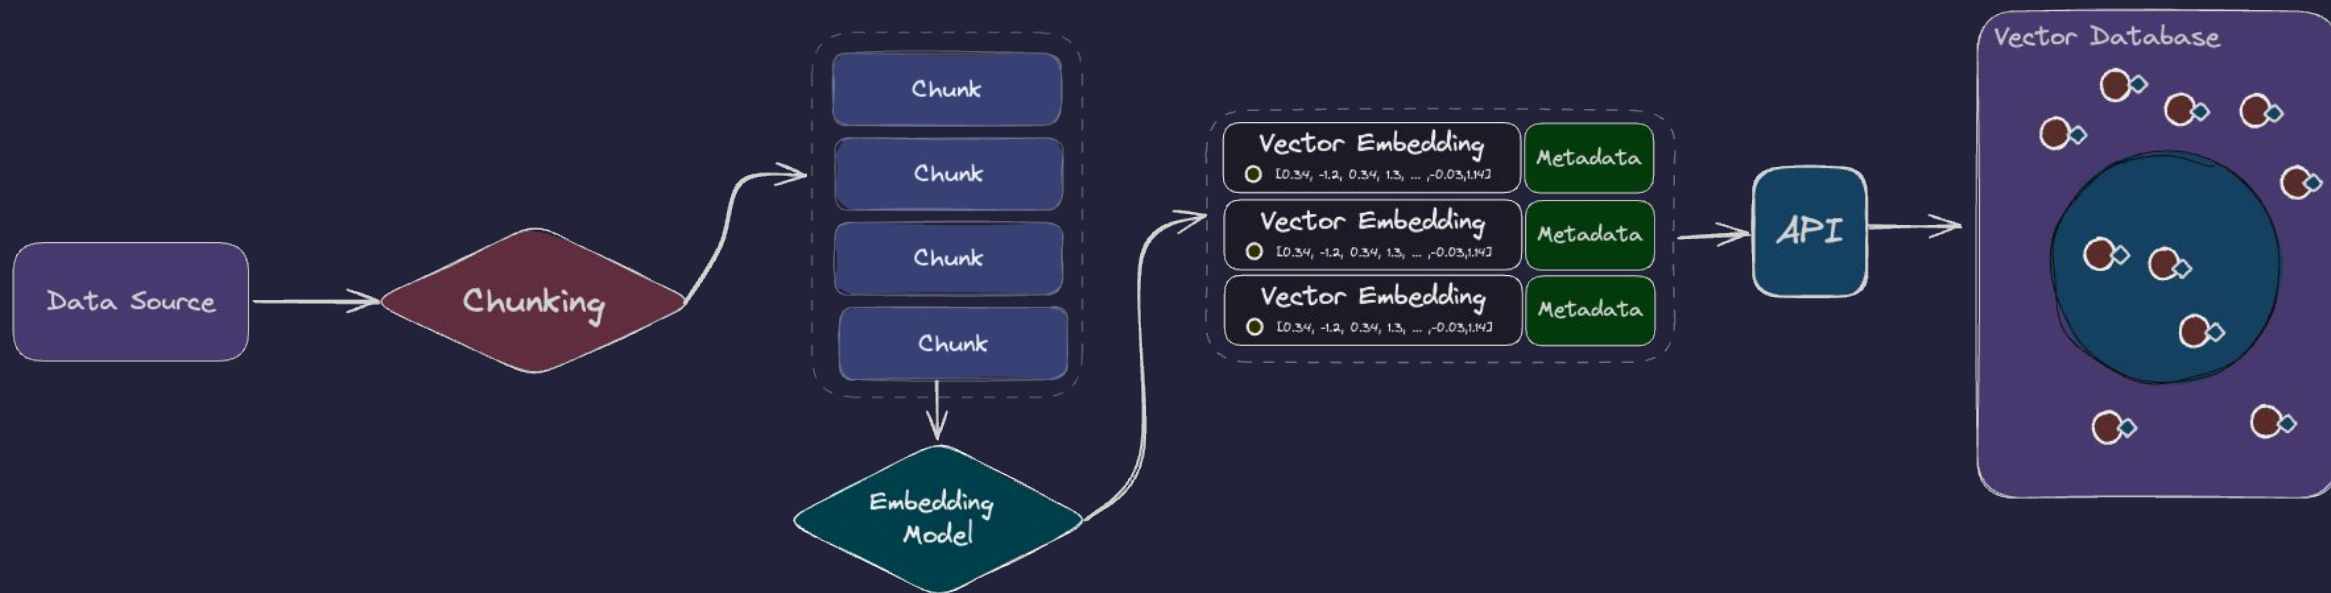 Data Source
Chunking
Chunk
Chunk
Chunk
Chunk
Embedding
Model
Vector Embedding
[0.34, -1.2, 0.34, 1.3, ... ,-0.03,1.14]
Metadata
Vector Embedding
[0.34, -1.2, 0.34, 1.3, ... ,-0.03,1.14]
Metadata
Vector Embedding
[0.34, -1.2, 0.34, 1.3, ... ,-0.03,1.14]
Metadata
API
Vector Database